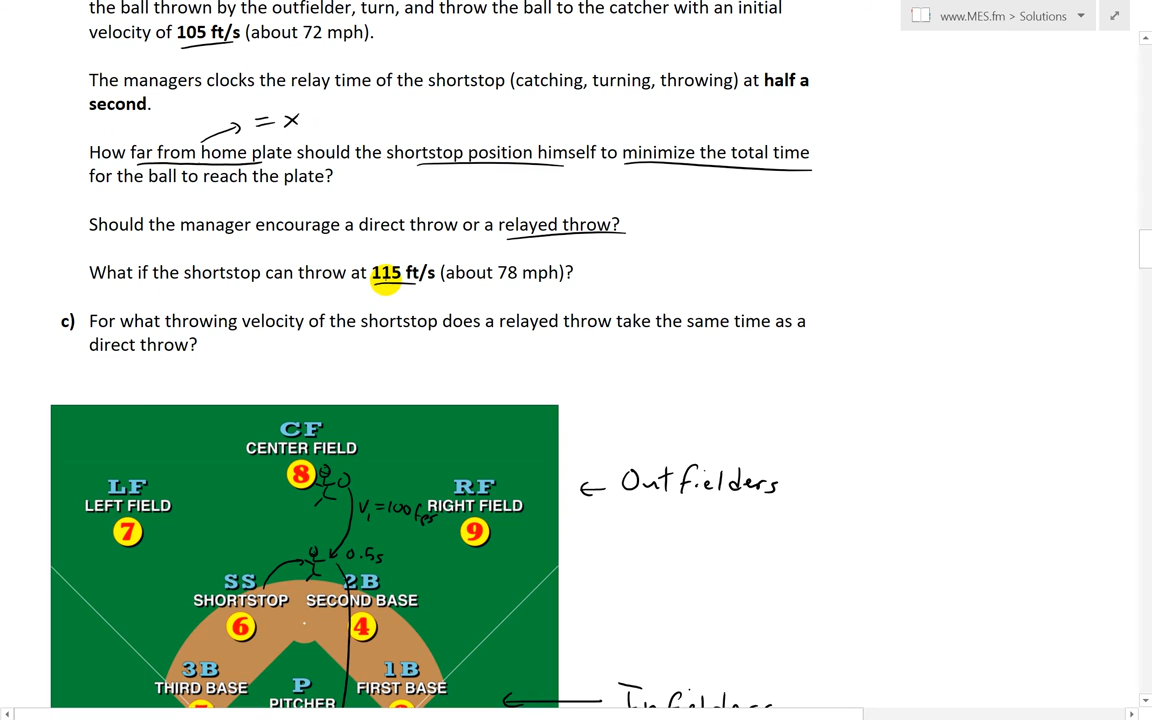 the ball thrown by the outfielder, turn, and throw the ball to the catcher with an initial
www.MES.fm > Solutions
velocity of 105 ft/s (about 72 mph).
The managers clocks the relay time of the shortstop (catching, turning, throwing) at half a
second.
= x
How far from home plate should the shortstop position himself to minimize the total time
for the ball to reach the plate?
Should the manager encourage a direct throw or a relayed throw?
What if the shortstop can throw at 115 ft/s (about 78 mph)?
c) For what throwing velocity of the shortstop does a relayed throw take the same time as a
direct throw?
CF
CENTER FIELD
8
LF
LEFT FIELD
7
V₁ = 100 fps
RF
RIGHT FIELD
9
← Outfielders
0.5s
SS
SHORTSTOP
6
2B
SECOND BASE
4
3B
THIRD BASE
P
PITCHER
1B
FIRST BASE
Infielders